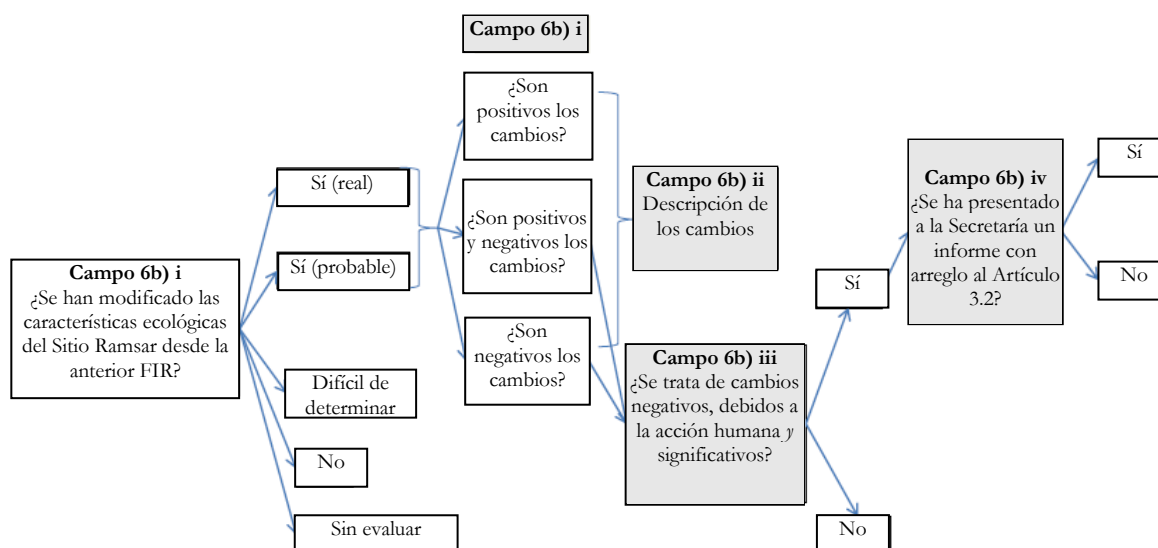 Campo 6b) i
¿Se han modificado las
características ecológicas
del Sitio Ramsar desde la
anterior FIR?
Sí (real)
Sí (probable)
Difícil de
determinar
No
Sin evaluar
Campo 6b) i
¿Son
positivos los
cambios?
¿Son positivos
y negativos los
cambios?
¿Son
negativos los
cambios?
Campo 6b) ii
Descripción de
los cambios
Campo 6b) iii
¿Se trata de cambios
negativos, debidos a
la acción humana y
significativos?
Sí
No
Campo 6b) iv
¿Se ha presentado
a la Secretaría un
informe con
arreglo al Artículo
3.2?
Sí
No